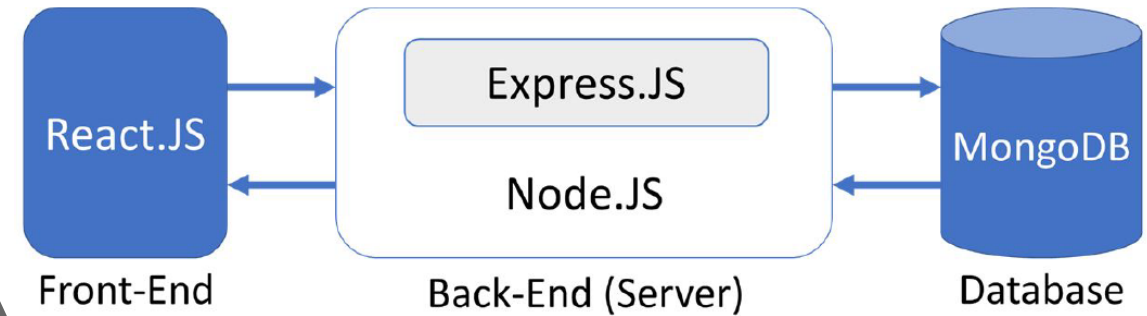 React.JS
Express.JS
Node.JS
MongoDB
Front-End
Back-End (Server)
Database